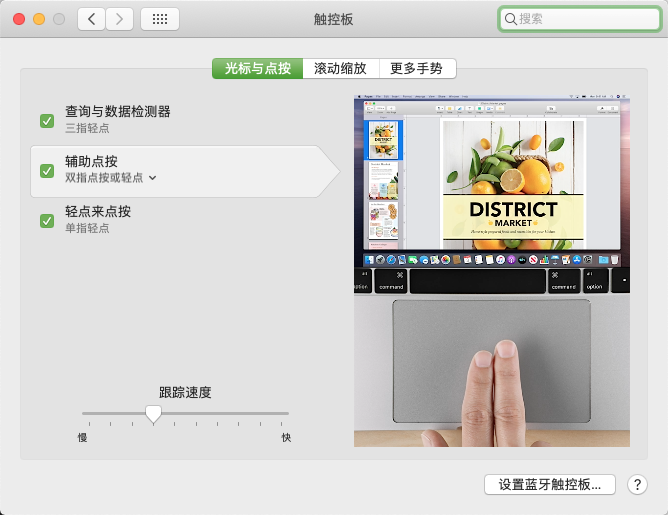 触控板
搜索
光标与点按
滚动缩放
更多手势
查询与数据检测器
三指轻点
辅助点按
双指点按或轻点
轻点来点按
单指轻点
跟踪速度
慢
快
DISTRICT
MARKET
⌘
command
option
⌘
command
option
设置蓝牙触控板...
?